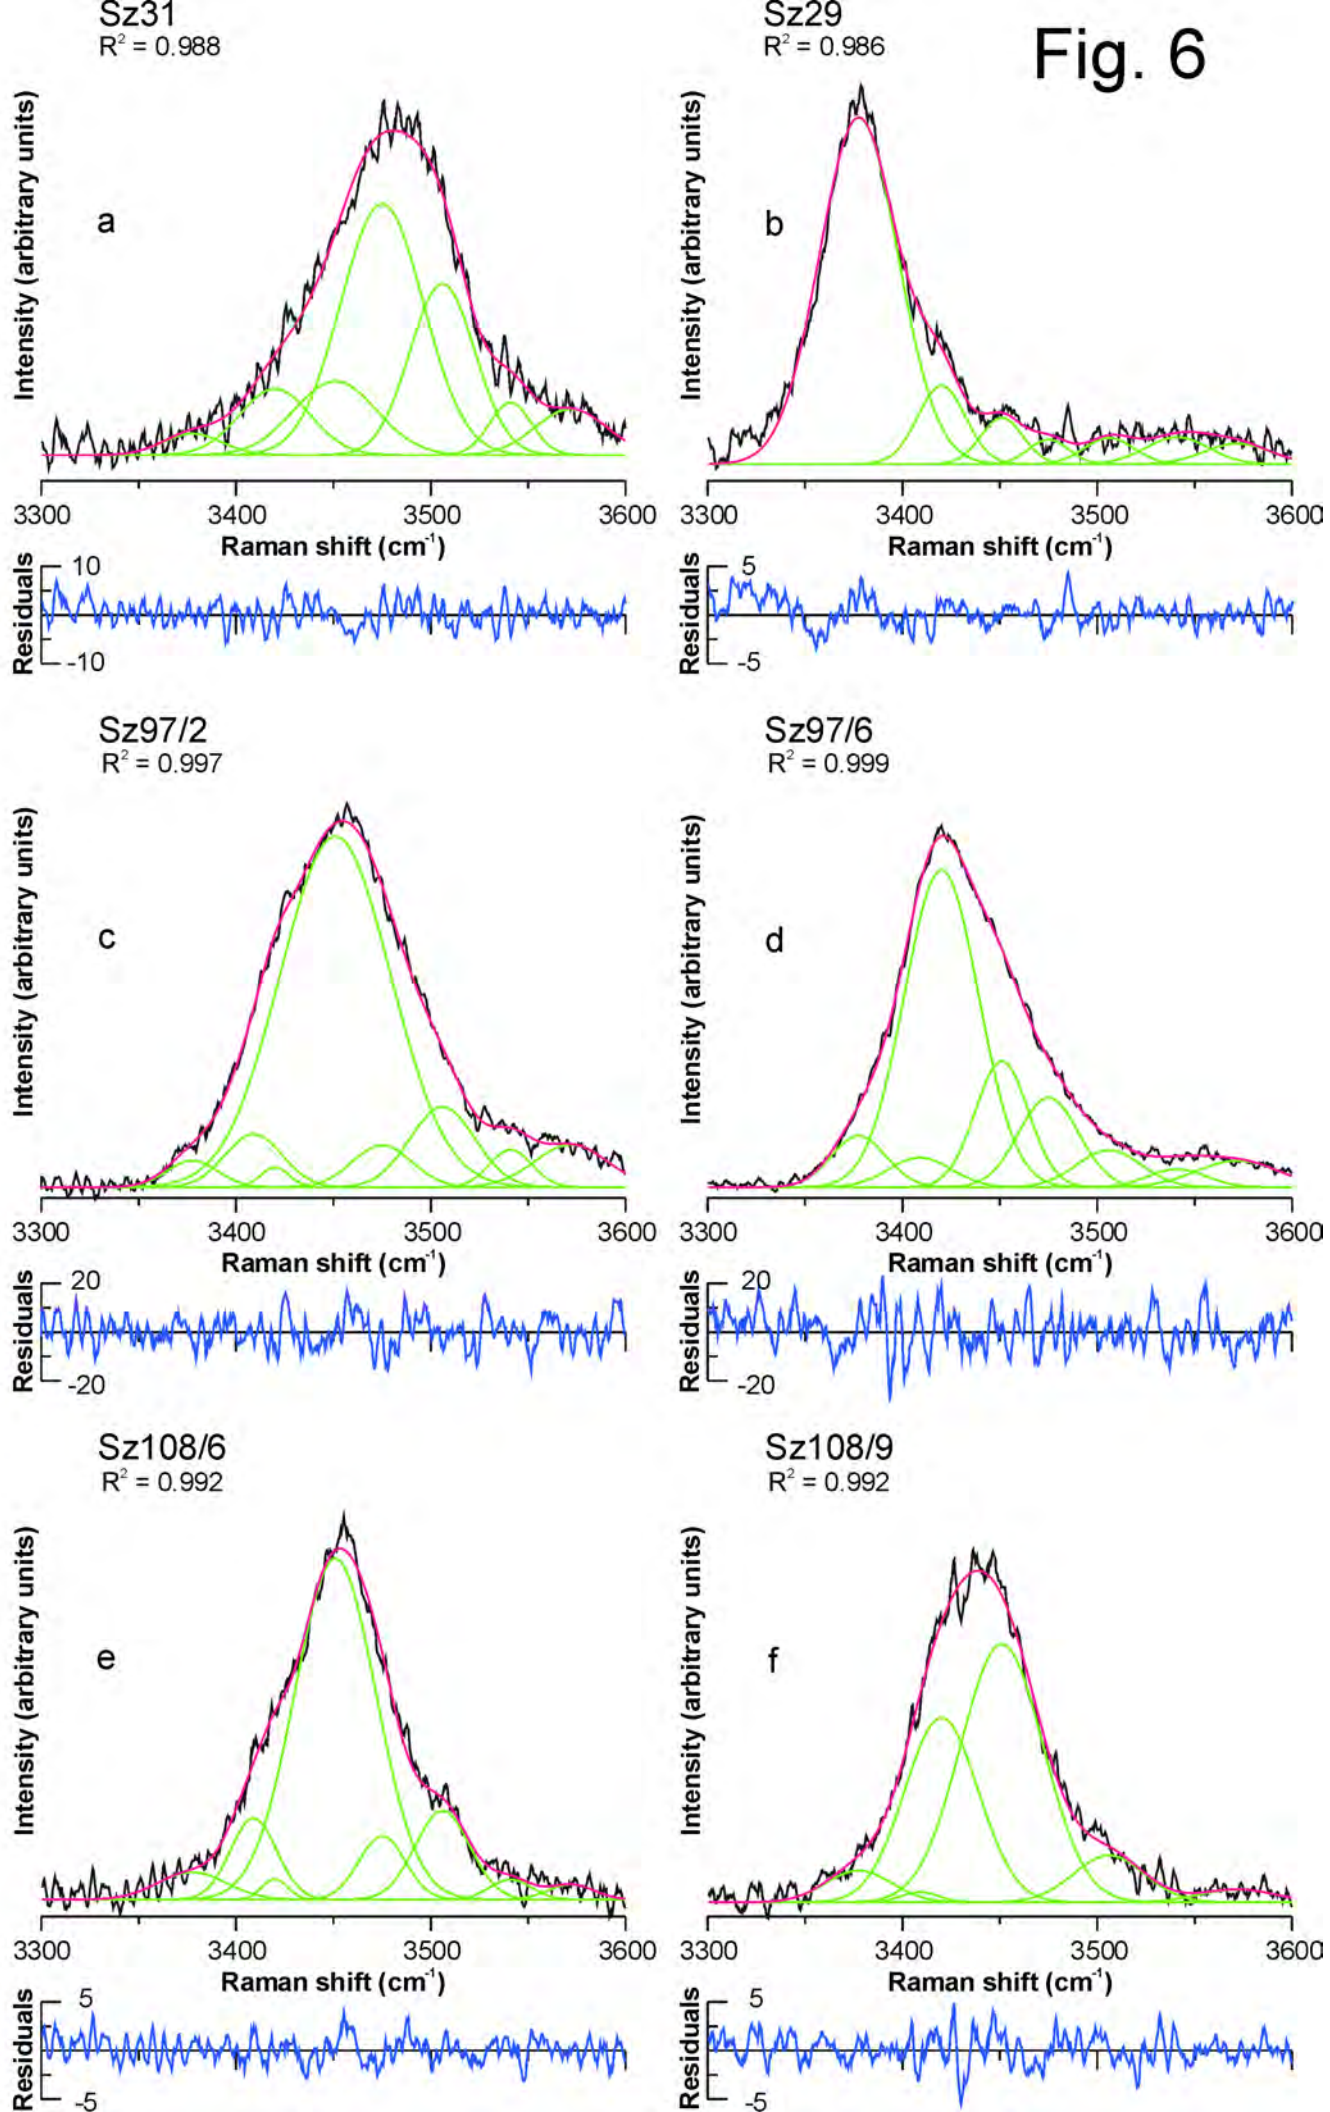 Sz31
R² = 0.988
Sz29
R² = 0.986
Fig. 6
Intensity (arbitrary units)
a
3300 3400 3500 3600
Raman shift (cm⁻¹)
Residuals
10
-10
Intensity (arbitrary units)
b
3300 3400 3500 3600
Raman shift (cm⁻¹)
Residuals
5
-5
Sz97/2
R² = 0.997
Intensity (arbitrary units)
c
3300 3400 3500 3600
Raman shift (cm⁻¹)
Residuals
20
-20
Sz97/6
R² = 0.999
Intensity (arbitrary units)
d
3300 3400 3500 3600
Raman shift (cm⁻¹)
Residuals
20
-20
Sz108/6
R² = 0.992
Intensity (arbitrary units)
e
3300 3400 3500 3600
Raman shift (cm⁻¹)
Residuals
5
-5
Sz108/9
R² = 0.992
Intensity (arbitrary units)
f
3300 3400 3500 3600
Raman shift (cm⁻¹)
Residuals
5
-5